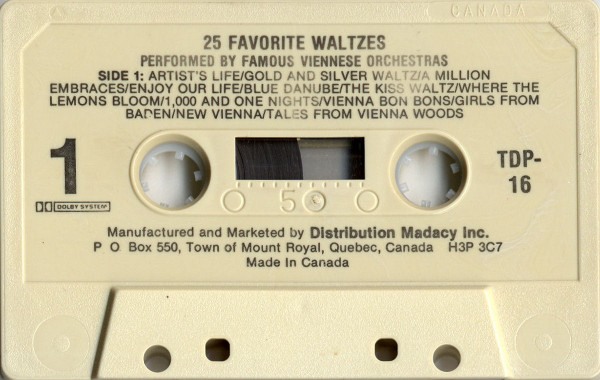 CANADA
25 FAVORITE WALTZES
PERFORMED BY FAMOUS VIENNESE ORCHESTRAS
SIDE 1: ARTIST'S LIFE/GOLD AND SILVER WALTZ/A MILLION
EMBRACES/ENJOY OUR LIFE/BLUE DANUBE/THE KISS WALTZ/WHERE THE
LEMONS BLOOM/1,000 AND ONE NIGHTS/VIENNA BON BONS/GIRLS FROM
BADEN/NEW VIENNA/TALES FROM VIENNA WOODS
1
DOLBY SYSTEM
50
TDP-
16
Manufactured and Marketed by Distribution Madacy Inc.
P O Box 550, Town of Mount Royal, Quebec, Canada H3P 3C7
Made In Canada